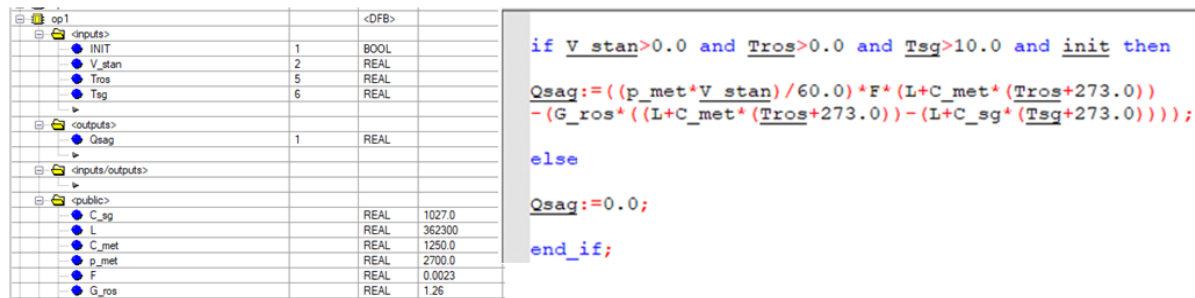 op1 <DFB>
<inputs>
INIT 1 BOOL
V_stan 2 REAL
Tros 5 REAL
Tsg 6 REAL
<outputs>
Qsag 1 REAL
<inputs/outputs>
<public>
C_sg REAL 1027.0
L REAL 362300
C_met REAL 1250.0
p_met REAL 2700.0
F REAL 0.0023
G_ros REAL 1.26
if V_stan>0.0 and Tros>0.0 and Tsg>10.0 and init then
Qsag:=((p_met*V_stan)/60.0)*F*(L+C_met*(Tros+273.0))
-(G_ros*((L+C_met*(Tros+273.0))-(L+C_sg*(Tsg+273.0))));
else
Qsag:=0.0;
end_if;